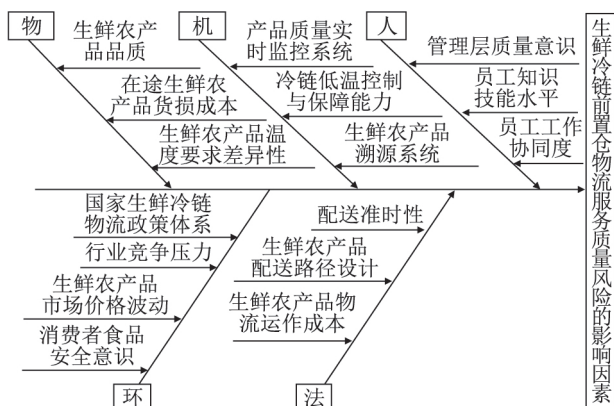 物
生鲜农产
品品质
在途生鲜农
产品货损成本
生鲜农产品温
度要求差异性
机
产品质量实
时监控系统
冷链低温控制
与保障能力
生鲜农产品
溯源系统
人
管理层质量意识
员工知识
技能水平
员工工作
协同度
国家生鲜冷链
物流政策体系
行业竞争压力
生鲜农产品
市场价格波动
消费者食品
安全意识
环
配送准时性
生鲜农产品
配送路径设计
生鲜农产品物
流运作成本
法
生鲜冷链前置仓物流服务质量风险的影响因素